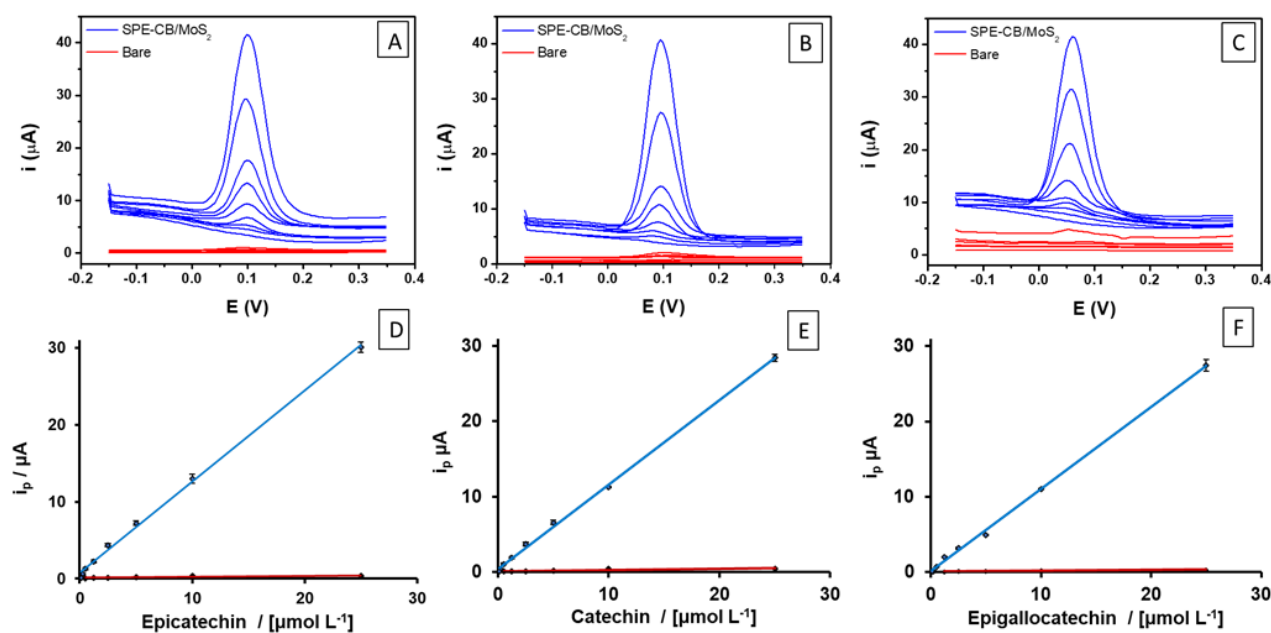 SPE-CB/MoS₂
Bare
A
40
30
20
10
0
i (µA)
-0.2 -0.1 0.0 0.1 0.2 0.3 0.4
E (V)
SPE-CB/MoS₂
Bare
B
40
30
20
10
0
i (µA)
-0.2 -0.1 0.0 0.1 0.2 0.3 0.4
E (V)
SPE-CB/MoS₂
Bare
C
40
30
20
10
0
i (µA)
-0.2 -0.1 0.0 0.1 0.2 0.3 0.4
E (V)
D
30
20
10
0
iₚ / µA
0 10 20 30
Epicatechin / [µmol L⁻¹]
E
30
20
10
0
iₚ µA
0 10 20 30
Catechin / [µmol L⁻¹]
F
30
20
10
0
iₚ µA
0 10 20 30
Epigallocatechin / [µmol L⁻¹]